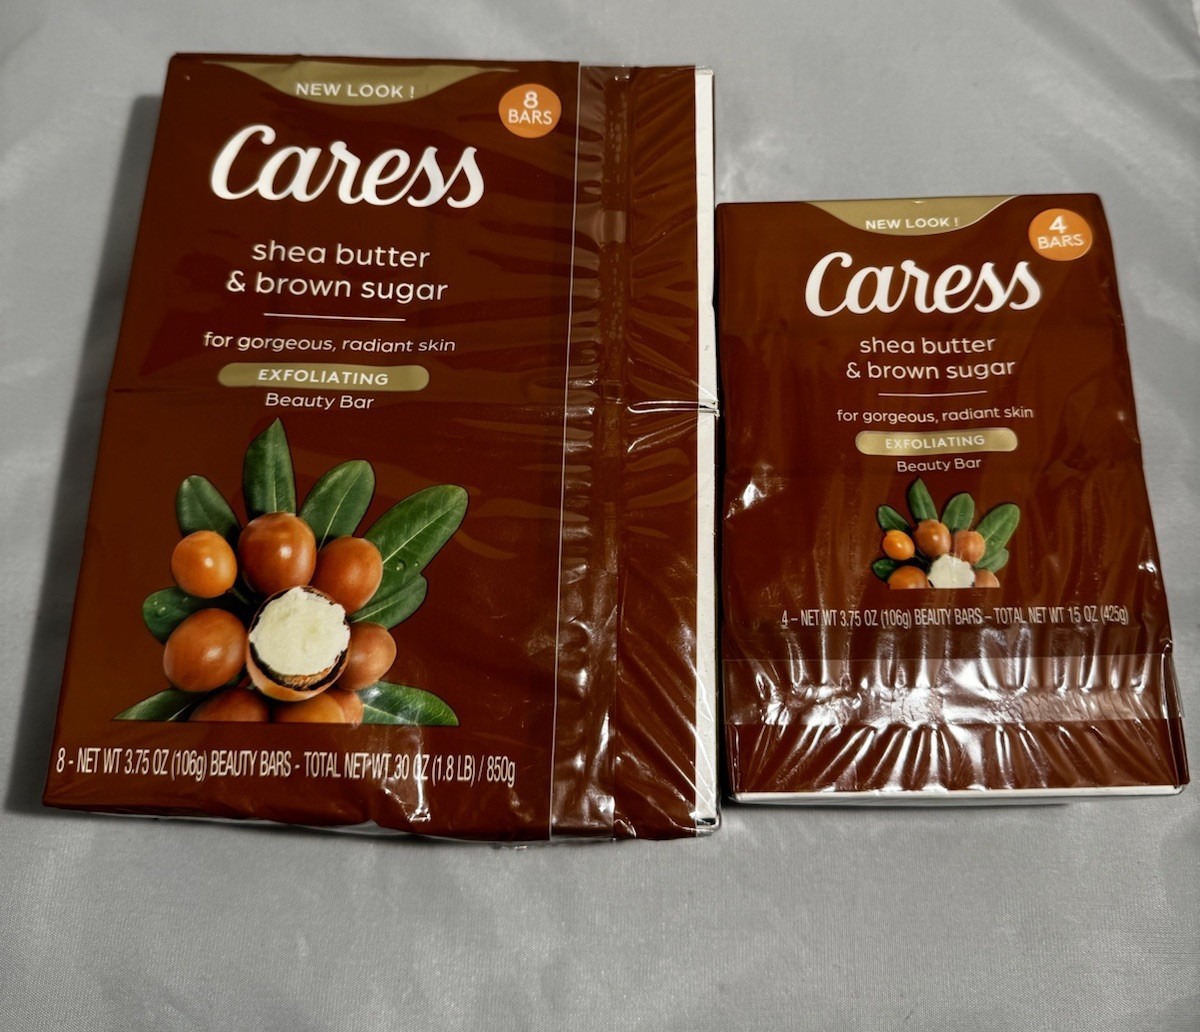 NEW LOOK !
8
BARS
Caress
shea butter
& brown sugar
for gorgeous, radiant skin
EXFOLIATING
Beauty Bar
8 - NET WT 3.75 OZ (106g) BEAUTY BARS - TOTAL NET WT 30 OZ (1.8 LB) / 850g
NEW LOOK !
4
BARS
Caress
shea butter
& brown sugar
for gorgeous, radiant skin
EXFOLIATING
Beauty Bar
4 – NET WT 3.75 OZ (106g) BEAUTY BARS – TOTAL NET WT 15 OZ (425g)